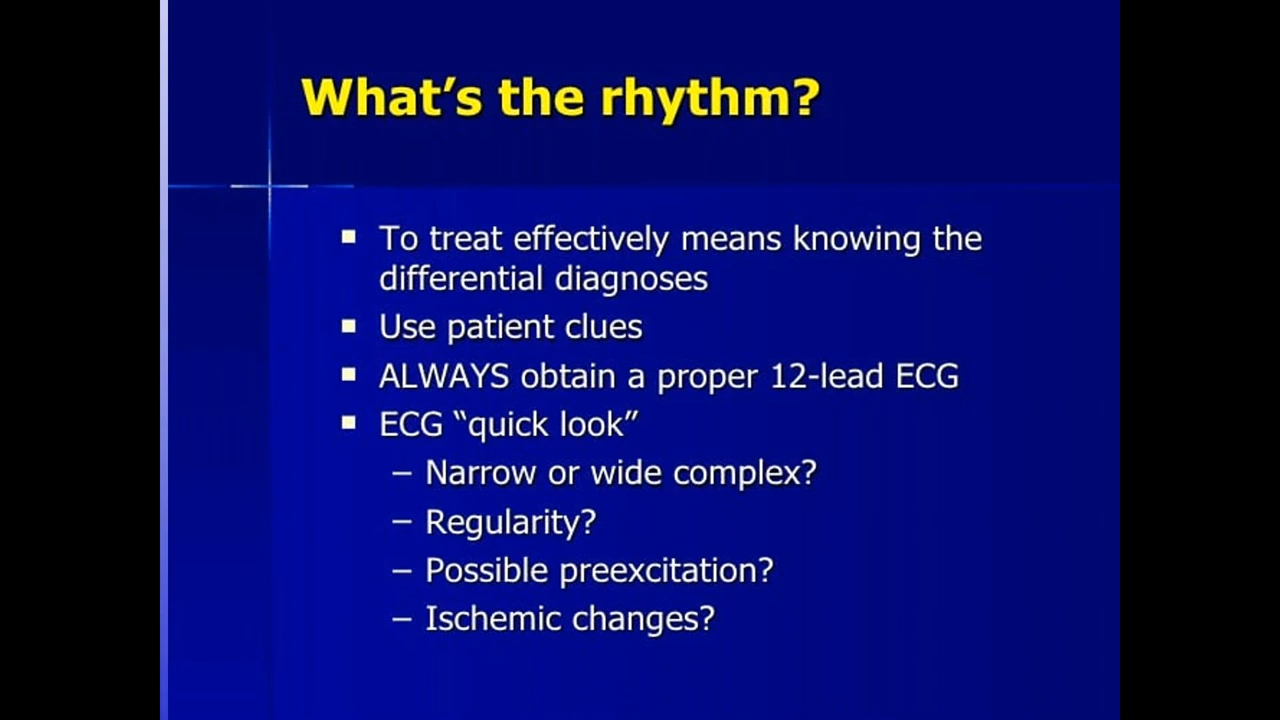 What’s the rhythm?
■ To treat effectively means knowing the
differential diagnoses
■ Use patient clues
■ ALWAYS obtain a proper 12-lead ECG
■ ECG “quick look”
– Narrow or wide complex?
– Regularity?
– Possible preexcitation?
– Ischemic changes?